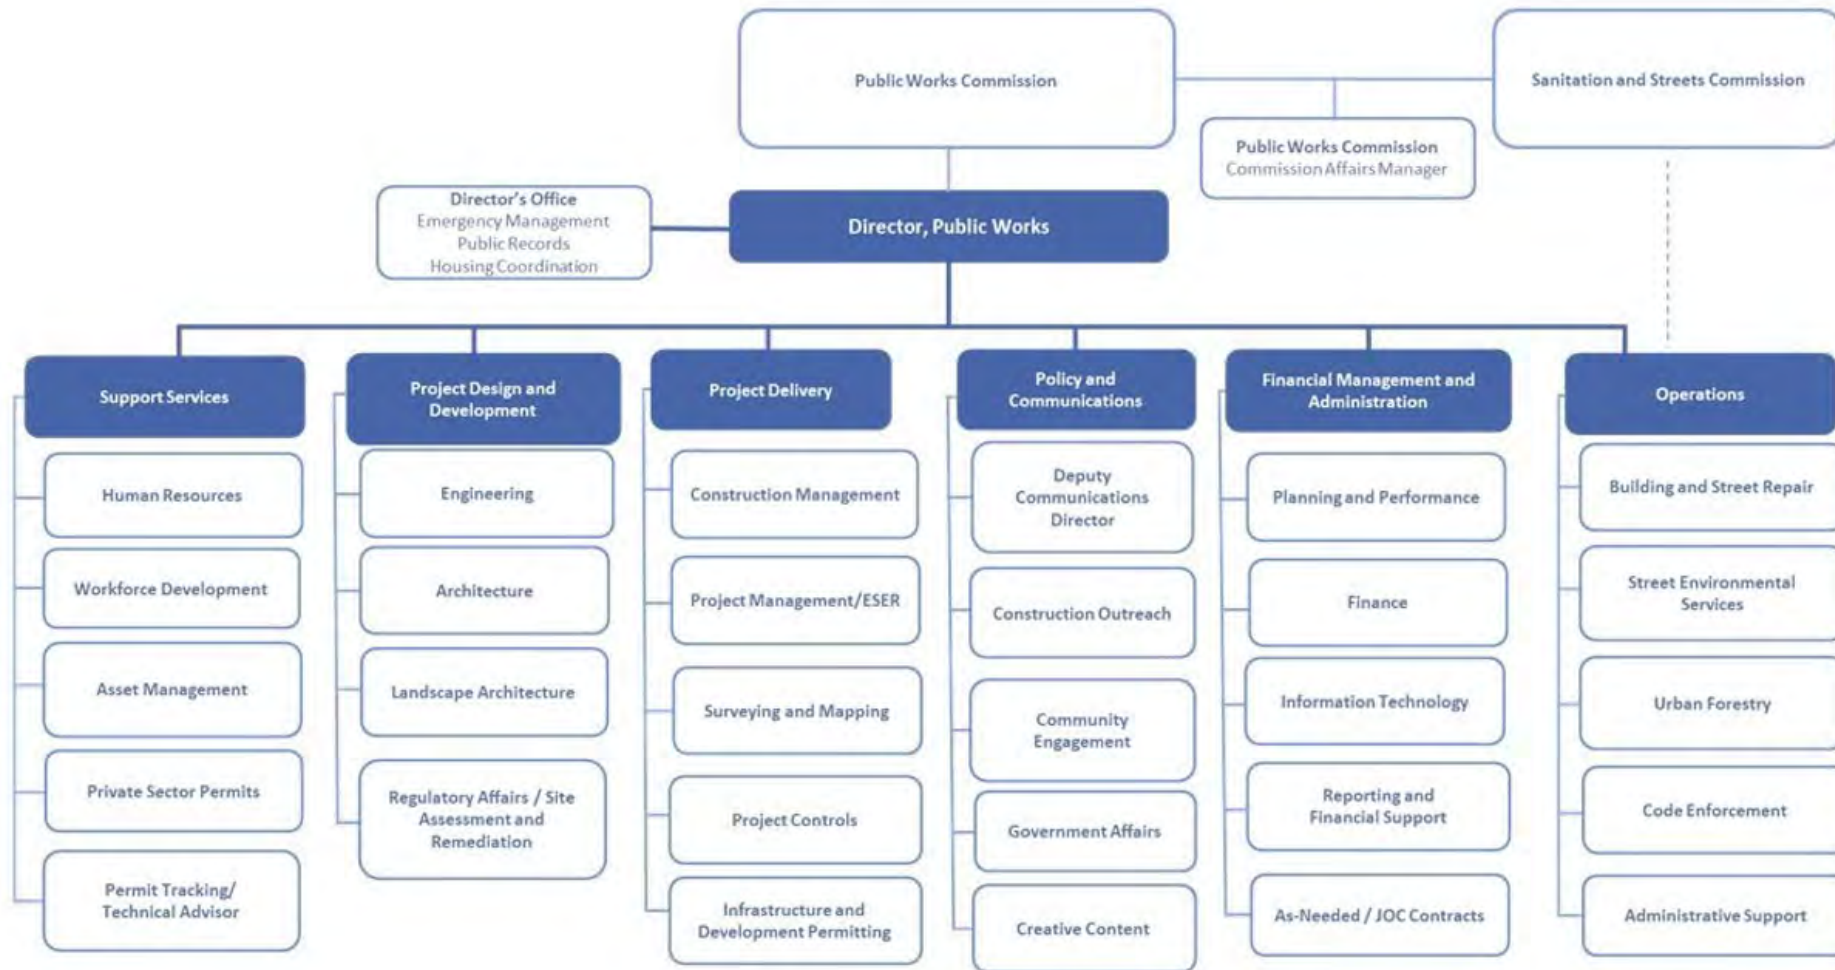 Public Works Commission
Sanitation and Streets Commission
Public Works Commission
Commission Affairs Manager
Director's Office
Emergency Management
Public Records
Housing Coordination
Director, Public Works
Support Services
Human Resources
Workforce Development
Asset Management
Private Sector Permits
Permit Tracking/
Technical Advisor
Project Design and
Development
Engineering
Architecture
Landscape Architecture
Regulatory Affairs / Site
Assessment and
Remediation
Project Delivery
Construction Management
Project Management/ESER
Surveying and Mapping
Project Controls
Infrastructure and
Development Permitting
Policy and
Communications
Deputy
Communications
Director
Construction Outreach
Community
Engagement
Government Affairs
Creative Content
Financial Management and
Administration
Planning and Performance
Finance
Information Technology
Reporting and
Financial Support
As-Needed / JOC Contracts
Operations
Building and Street Repair
Street Environmental
Services
Urban Forestry
Code Enforcement
Administrative Support